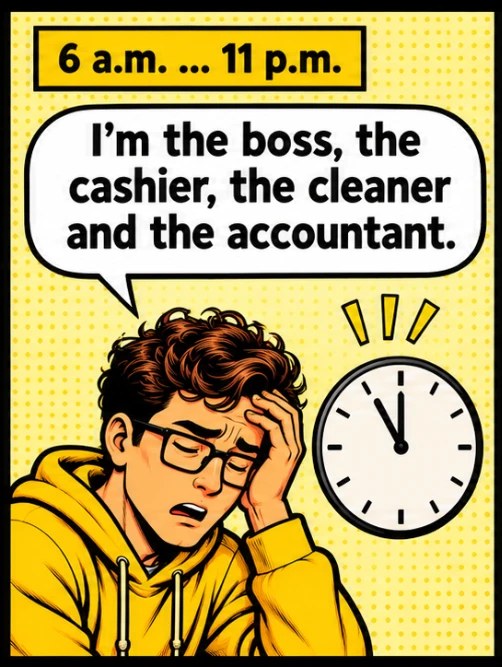 6 a.m. ... 11 p.m.
I'm the boss, the
cashier, the cleaner
and the accountant.